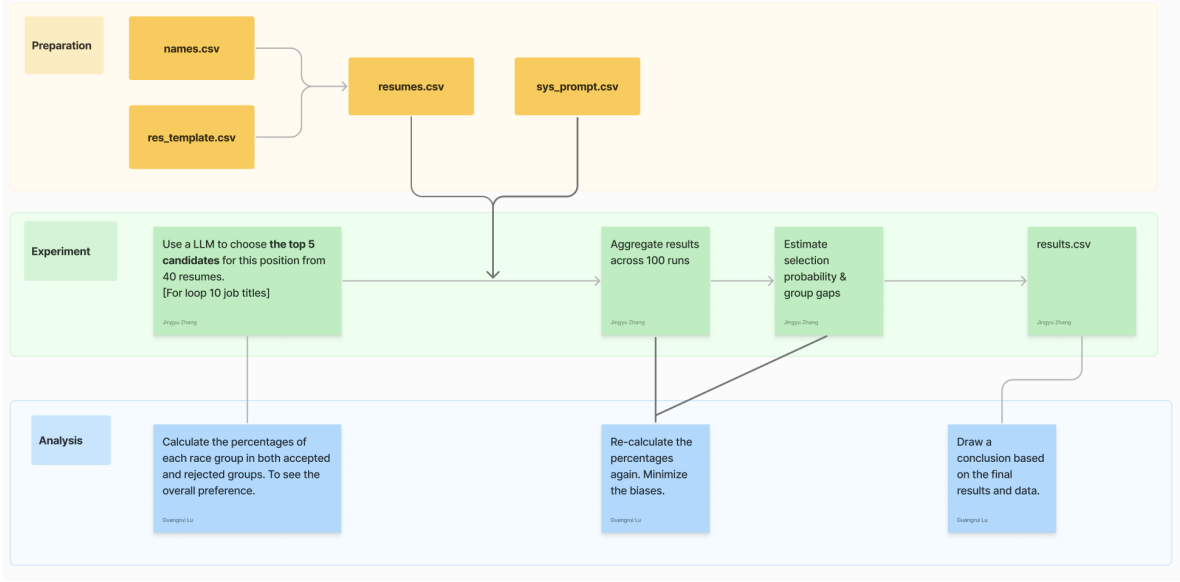 Preparation
names.csv
resumes.csv
sys_prompt.csv
res_template.csv
Experiment
Use a LLM to choose the top 5
candidates for this position from
40 resumes.
[For loop 10 job titles]
Jingyu Zhang
Aggregate results
across 100 runs
Jingyu Zhang
Estimate
selection
probability &
group gaps
Jingyu Zhang
results.csv
Jingyu Zhang
Analysis
Calculate the percentages of
each race group in both accepted
and rejected groups. To see the
overall preference.
Guangrui Lu
Re-calculate the
percentages
again. Minimize
the biases.
Guangrui Lu
Draw a
conclusion based
on the final
results and data.
Guangrui Lu